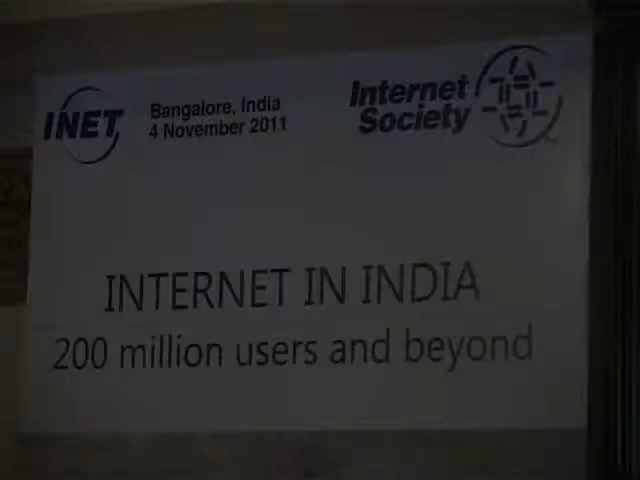 INET
Bangalore, India
4 November 2011
Internet
Society
INTERNET IN INDIA
200 million users and beyond